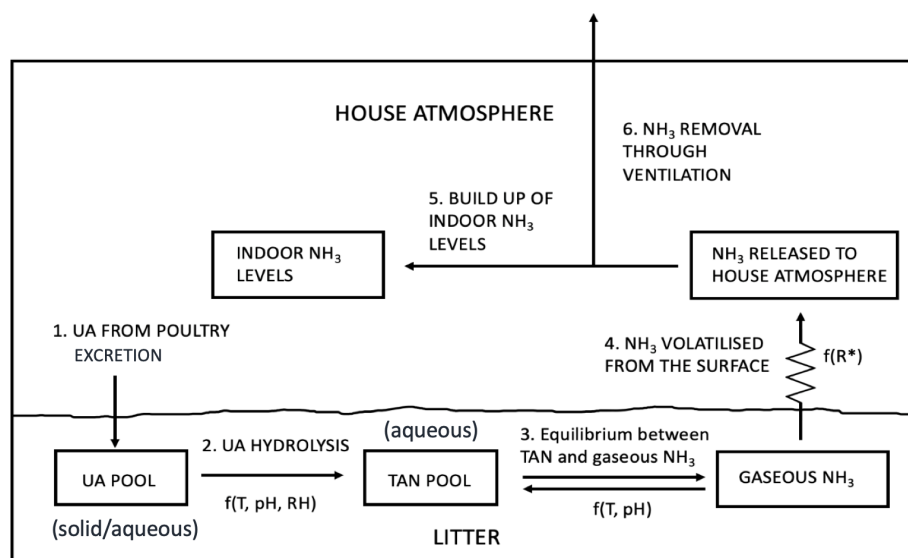 HOUSE ATMOSPHERE
6. NH₃ REMOVAL
THROUGH
VENTILATION
5. BUILD UP OF
INDOOR NH₃
LEVELS
INDOOR NH₃
LEVELS
NH₃ RELEASED TO
HOUSE ATMOSPHERE
1. UA FROM POULTRY
EXCRETION
4. NH₃ VOLATILISED
FROM THE SURFACE
f(R*)
UA POOL
(solid/aqueous)
2. UA HYDROLYSIS
f(T, pH, RH)
(aqueous)
TAN POOL
3. Equilibrium between
TAN and gaseous NH₃
f(T, pH)
GASEOUS NH₃
LITTER